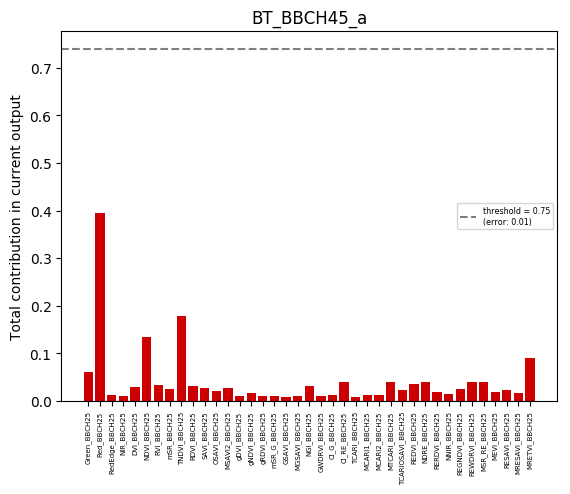 BT_BBCH45_a
Total contribution in current output
0.7
0.6
0.5
0.4
0.3
0.2
0.1
0.0
threshold = 0.75
(error: 0.01)
Green_BBCH25
Red_BBCH25
RedEdge_BBCH25
NIR_BBCH25
DVI_BBCH25
NDVI_BBCH25
RVI_BBCH25
mSR_BBCH25
TNDVI_BBCH25
RDVI_BBCH25
SAVI_BBCH25
OSAVI_BBCH25
MSAVI2_BBCH25
gDVI_BBCH25
gNDVI_BBCH25
gRDVI_BBCH25
mSR_G_BBCH25
GSAVI_BBCH25
MGSAVI_BBCH25
NGI_BBCH25
GWDRVI_BBCH25
CI_G_BBCH25
CI_RE_BBCH25
TCARI_BBCH25
MCARI1_BBCH25
MCARI2_BBCH25
MTCARI_BBCH25
TCARIOSAVI_BBCH25
REDVI_BBCH25
NDRE_BBCH25
RERDVI_BBCH25
NNIR_BBCH25
REGNDVI_BBCH25
REWDRVI_BBCH25
MSR_RE_BBCH25
MEVI_BBCH25
RESAVI_BBCH25
MRESAVI_BBCH25
MRETVI_BBCH25